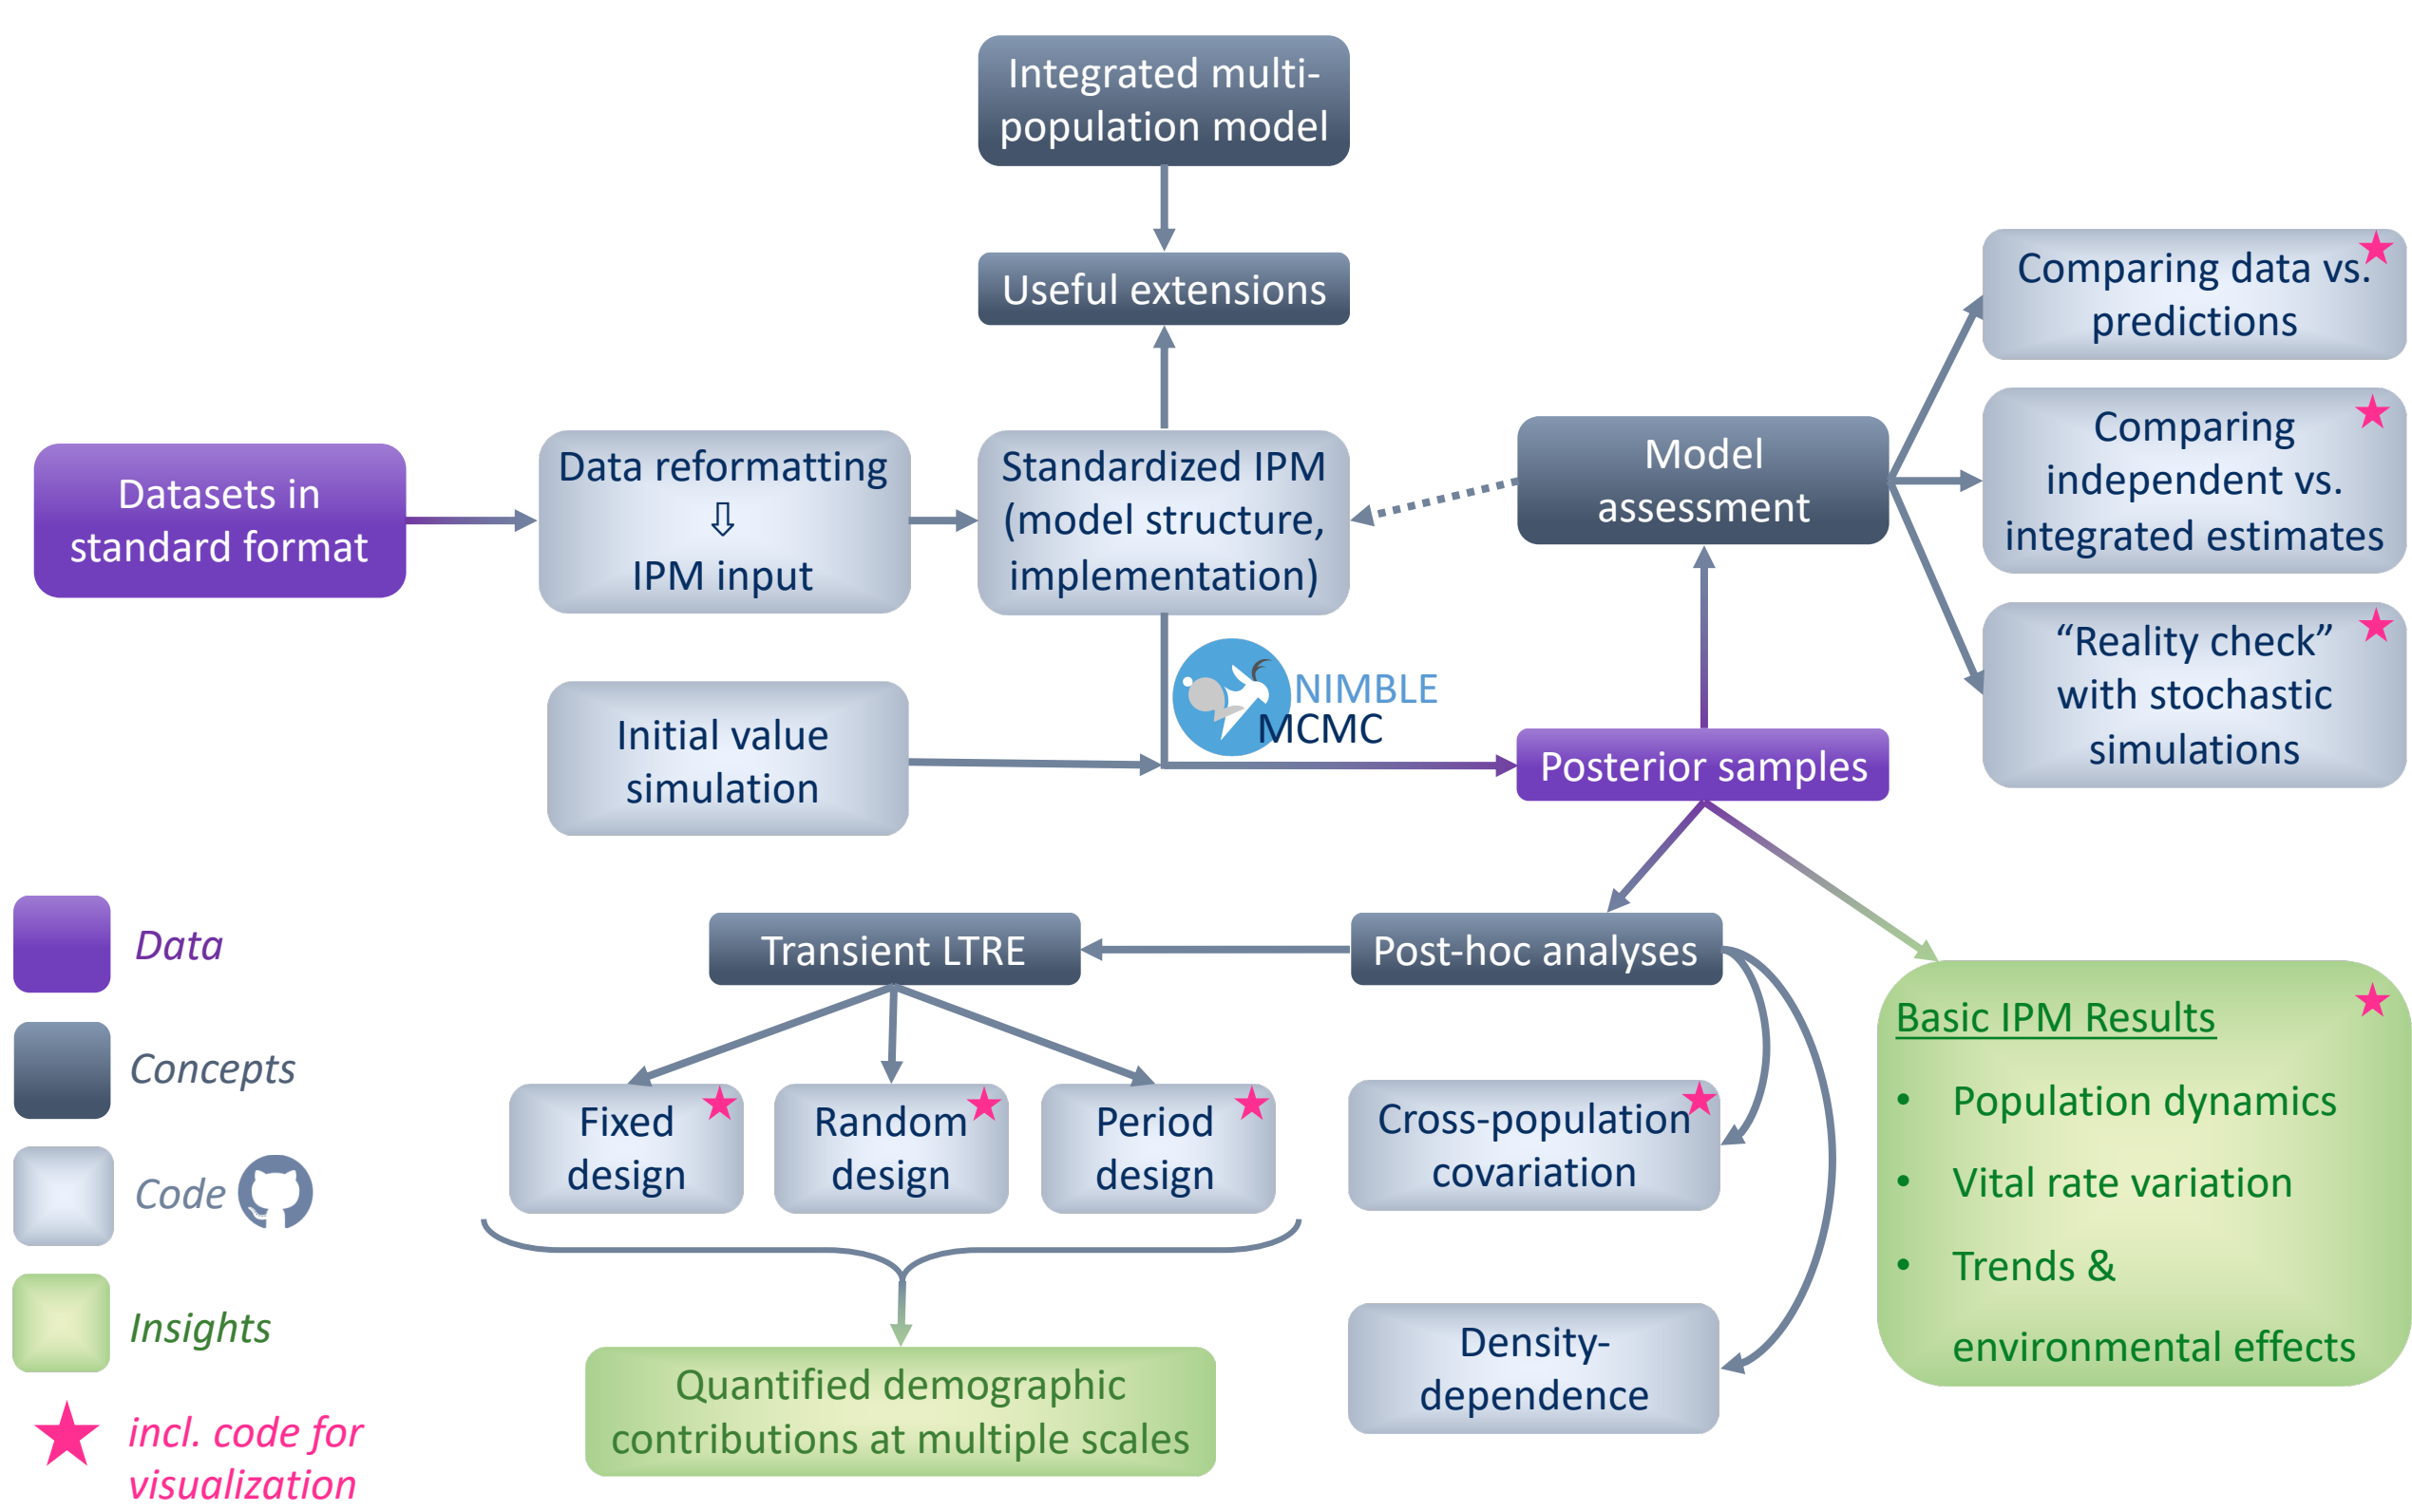 Integrated multi-
population model
Useful extensions
Comparing data vs.
predictions
Comparing
independent vs.
integrated estimates
“Reality check”
with stochastic
simulations
Model
assessment
Datasets in
standard format
Data reformatting
⇩
IPM input
Standardized IPM
(model structure,
implementation)
Initial value
simulation
NIMBLE
MCMC
Posterior samples
Transient LTRE
Post-hoc analyses
Fixed
design
Random
design
Period
design
Cross-population
covariation
Density-
dependence
Quantified demographic
contributions at multiple scales
Basic IPM Results
• Population dynamics
• Vital rate variation
• Trends &
environmental effects
Data
Concepts
Code
Insights
incl. code for
visualization